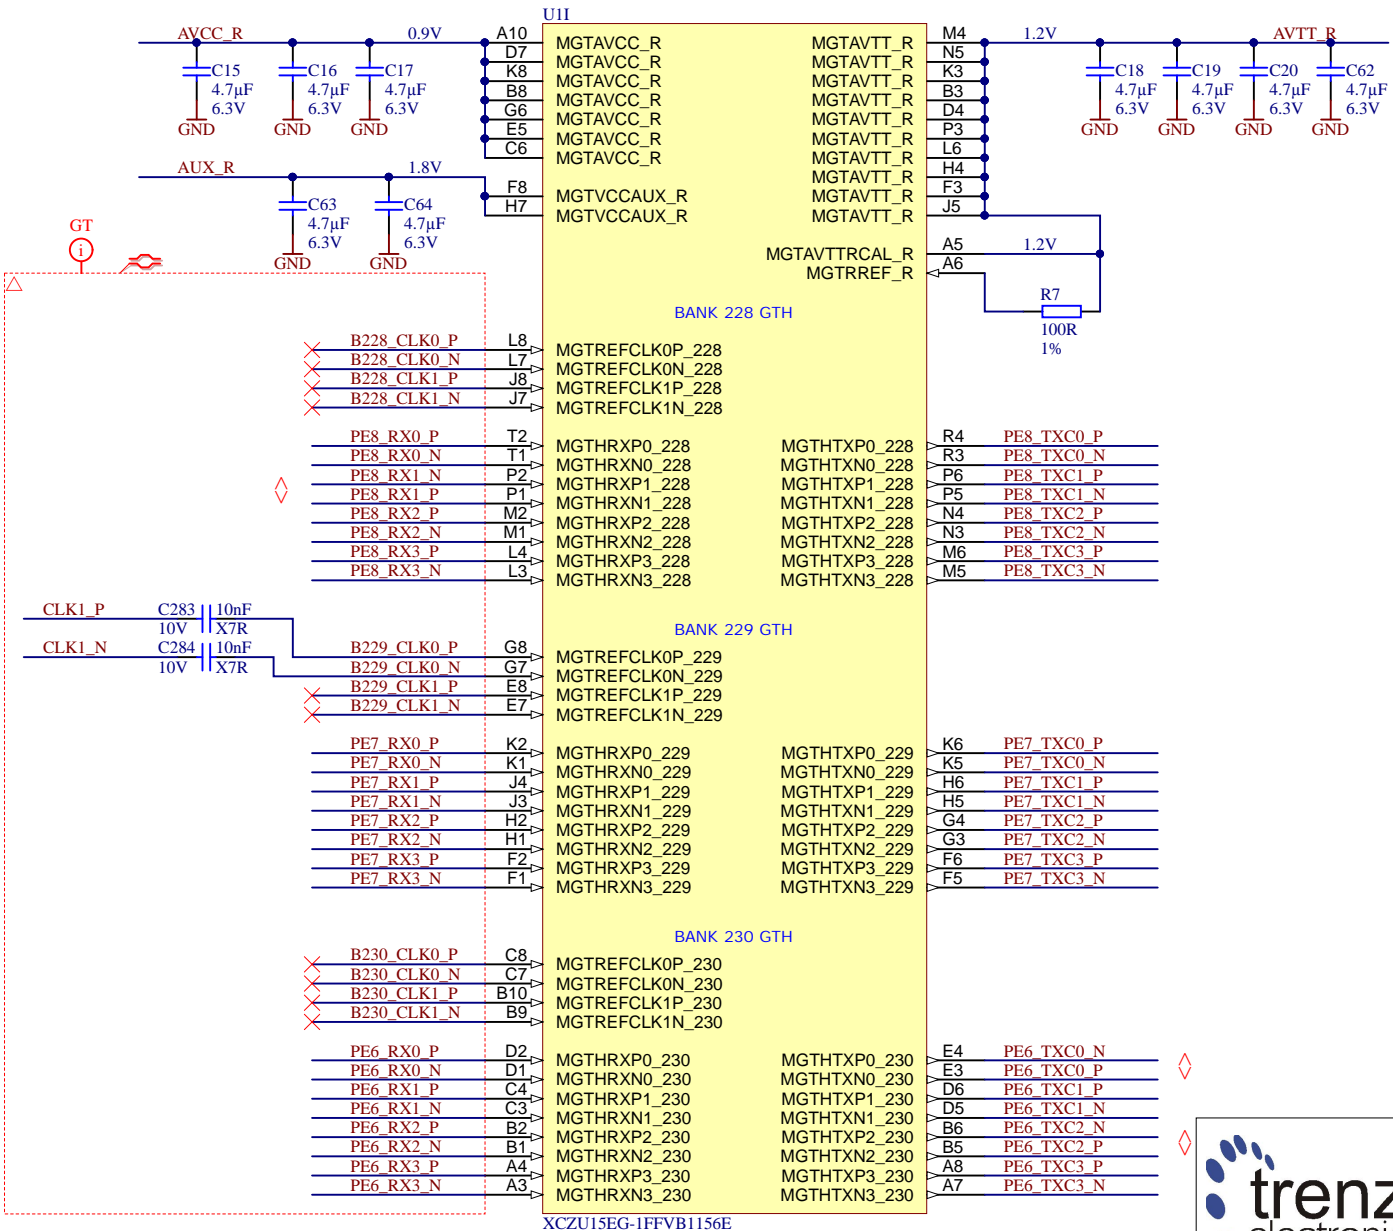 U1I
AVCC_R 0.9V
C15 4.7µF 6.3V GND
C16 4.7µF 6.3V GND
C17 4.7µF 6.3V GND
A10 MGTAVCC_R
D7 MGTAVCC_R
K8 MGTAVCC_R
B8 MGTAVCC_R
G6 MGTAVCC_R
E5 MGTAVCC_R
C6 MGTAVCC_R
AUX_R 1.8V
C63 4.7µF 6.3V GND
C64 4.7µF 6.3V GND
F8 MGTVCCAUX_R
H7 MGTVCCAUX_R
MGTAVTT_R M4 1.2V AVTT_R
MGTAVTT_R N5
MGTAVTT_R K3
MGTAVTT_R B3
MGTAVTT_R D4
MGTAVTT_R P3
MGTAVTT_R L6
MGTAVTT_R H4
MGTAVTT_R F3
MGTAVTT_R J5
C18 4.7µF 6.3V GND
C19 4.7µF 6.3V GND
C20 4.7µF 6.3V GND
C62 4.7µF 6.3V GND
MGTAVTTRCAL_R A5 1.2V
MGTRREF_R A6
R7
100R
1%
GT
i
BANK 228 GTH
B228_CLK0_P L8 MGTREFCLK0P_228
B228_CLK0_N L7 MGTREFCLK0N_228
B228_CLK1_P J8 MGTREFCLK1P_228
B228_CLK1_N J7 MGTREFCLK1N_228
PE8_RX0_P T2 MGTHRXP0_228 MGTHTXP0_228 R4 PE8_TXC0_P
PE8_RX0_N T1 MGTHRXN0_228 MGTHTXN0_228 R3 PE8_TXC0_N
PE8_RX1_N P2 MGTHRXP1_228 MGTHTXP1_228 P6 PE8_TXC1_P
PE8_RX1_P P1 MGTHRXN1_228 MGTHTXN1_228 P5 PE8_TXC1_N
PE8_RX2_P M2 MGTHRXP2_228 MGTHTXP2_228 N4 PE8_TXC2_P
PE8_RX2_N M1 MGTHRXN2_228 MGTHTXN2_228 N3 PE8_TXC2_N
PE8_RX3_P L4 MGTHRXP3_228 MGTHTXP3_228 M6 PE8_TXC3_P
PE8_RX3_N L3 MGTHRXN3_228 MGTHTXN3_228 M5 PE8_TXC3_N
CLK1_P C283 10nF
10V X7R
CLK1_N C284 10nF
10V X7R
BANK 229 GTH
B229_CLK0_P G8 MGTREFCLK0P_229
B229_CLK0_N G7 MGTREFCLK0N_229
B229_CLK1_P E8 MGTREFCLK1P_229
B229_CLK1_N E7 MGTREFCLK1N_229
PE7_RX0_P K2 MGTHRXP0_229 MGTHTXP0_229 K6 PE7_TXC0_P
PE7_RX0_N K1 MGTHRXN0_229 MGTHTXN0_229 K5 PE7_TXC0_N
PE7_RX1_P J4 MGTHRXP1_229 MGTHTXP1_229 H6 PE7_TXC1_P
PE7_RX1_N J3 MGTHRXN1_229 MGTHTXN1_229 H5 PE7_TXC1_N
PE7_RX2_P H2 MGTHRXP2_229 MGTHTXP2_229 G4 PE7_TXC2_P
PE7_RX2_N H1 MGTHRXN2_229 MGTHTXN2_229 G3 PE7_TXC2_N
PE7_RX3_P F2 MGTHRXP3_229 MGTHTXP3_229 F6 PE7_TXC3_P
PE7_RX3_N F1 MGTHRXN3_229 MGTHTXN3_229 F5 PE7_TXC3_N
BANK 230 GTH
B230_CLK0_P C8 MGTREFCLK0P_230
B230_CLK0_N C7 MGTREFCLK0N_230
B230_CLK1_P B10 MGTREFCLK1P_230
B230_CLK1_N B9 MGTREFCLK1N_230
PE6_RX0_P D2 MGTHRXP0_230 MGTHTXP0_230 E4 PE6_TXC0_N
PE6_RX0_N D1 MGTHRXN0_230 MGTHTXN0_230 E3 PE6_TXC0_P
PE6_RX1_P C4 MGTHRXP1_230 MGTHTXP1_230 D6 PE6_TXC1_P
PE6_RX1_N C3 MGTHRXN1_230 MGTHTXN1_230 D5 PE6_TXC1_N
PE6_RX2_P B2 MGTHRXP2_230 MGTHTXP2_230 B6 PE6_TXC2_N
PE6_RX2_N B1 MGTHRXN2_230 MGTHTXN2_230 B5 PE6_TXC2_P
PE6_RX3_P A4 MGTHRXP3_230 MGTHTXP3_230 A8 PE6_TXC3_P
PE6_RX3_N A3 MGTHRXN3_230 MGTHTXN3_230 A7 PE6_TXC3_N
XCZU15EG-1FFVB1156E
trenz